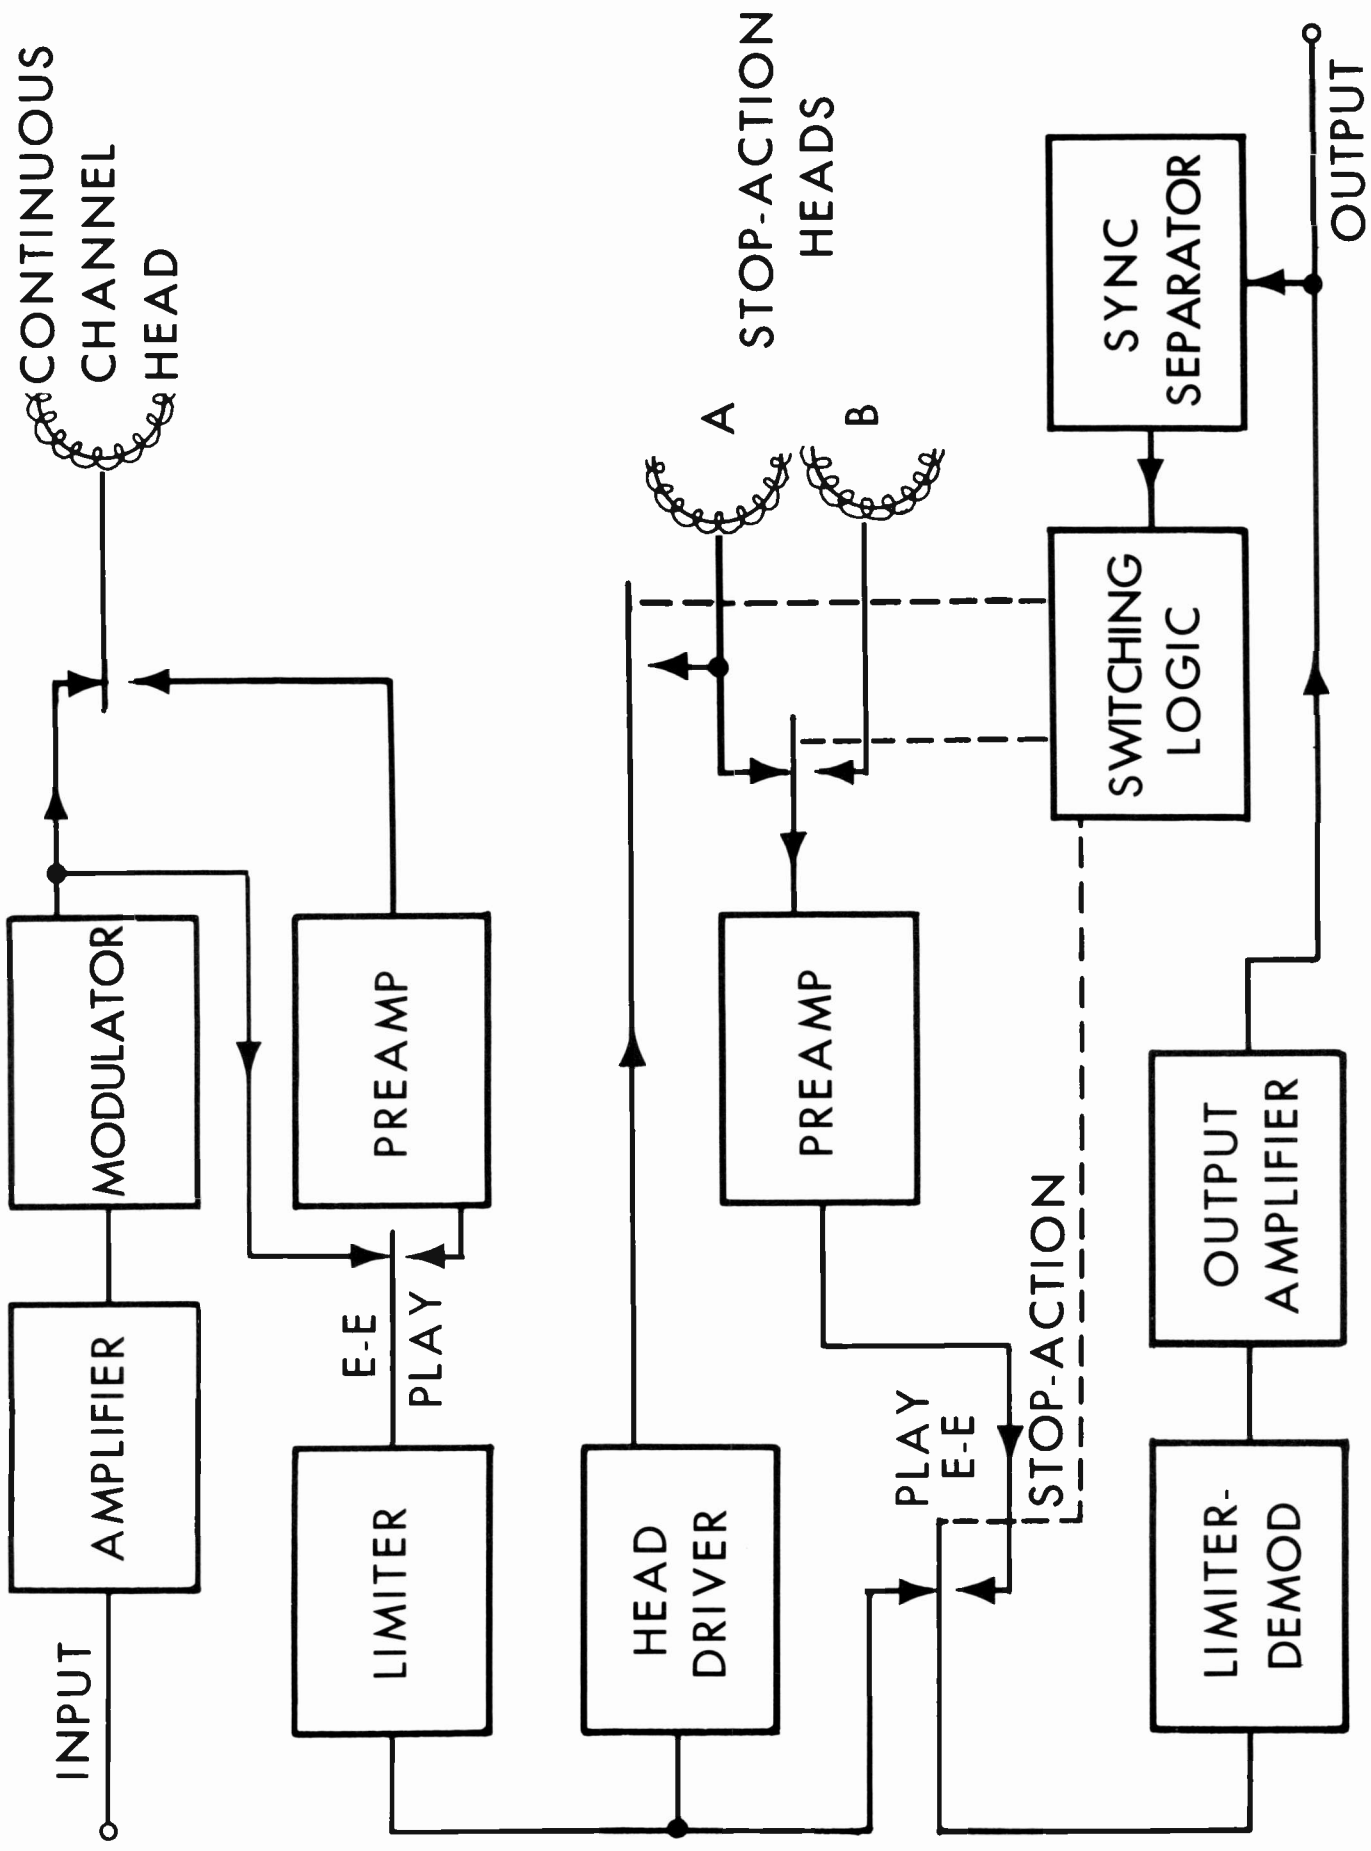 INPUT
AMPLIFIER
MODULATOR
CONTINUOUS
CHANNEL
HEAD
LIMITER
E-E
PLAY
PREAMP
HEAD
DRIVER
STOP-ACTION
HEADS
A
B
PREAMP
PLAY
E-E
STOP-ACTION
SWITCHING
LOGIC
SYNC
SEPARATOR
LIMITER-
DEMOD
OUTPUT
AMPLIFIER
OUTPUT